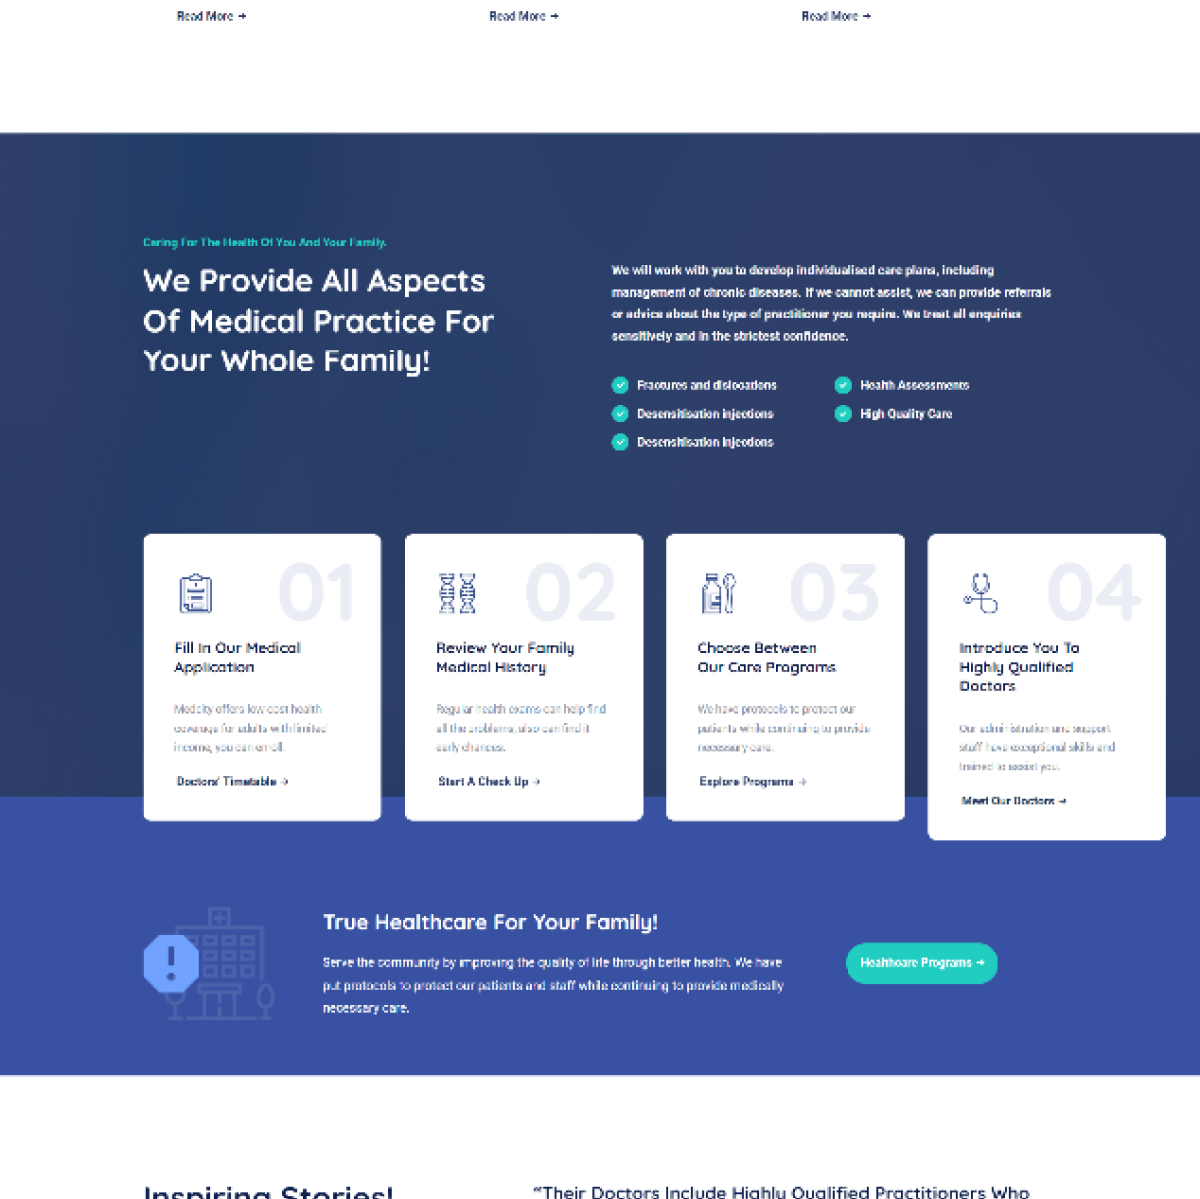 Read More →
Read More →
Read More →
Caring For The Health Of You And Your Family.
We Provide All Aspects
Of Medical Practice For
Your Whole Family!
We will work with you to develop individualised care plans, including
management of chronic diseases. If we cannot assist, we can provide referrals
or advice about the type of practitioner you require. We treat all enquiries
sensitively and in the strictest confidence.
Fractures and dislocations
Desensitisation injections
Desensitisation injections
Health Assessments
High Quality Care
01
Fill In Our Medical
Application
Medcity offers low cost health
coverage for adults with limited
income, you can enroll.
Doctors' Timetable →
02
Review Your Family
Medical History
Regular health exams can help find
all the problems, also can find it
early chances.
Start A Check Up →
03
Choose Between
Our Care Programs
We have protocols to protect our
patients while continuing to provide
necessary care.
Explore Programs →
04
Introduce You To
Highly Qualified
Doctors
Our administration and support
staff have exceptional skills and
trained to assist you.
Meet Our Doctors →
True Healthcare For Your Family!
Serve the community by improving the quality of life through better health. We have
put protocols to protect our patients and staff while continuing to provide medically
necessary care.
Healthcare Programs →
Inspiring Stories!
“Their Doctors Include Highly Qualified Practitioners Who